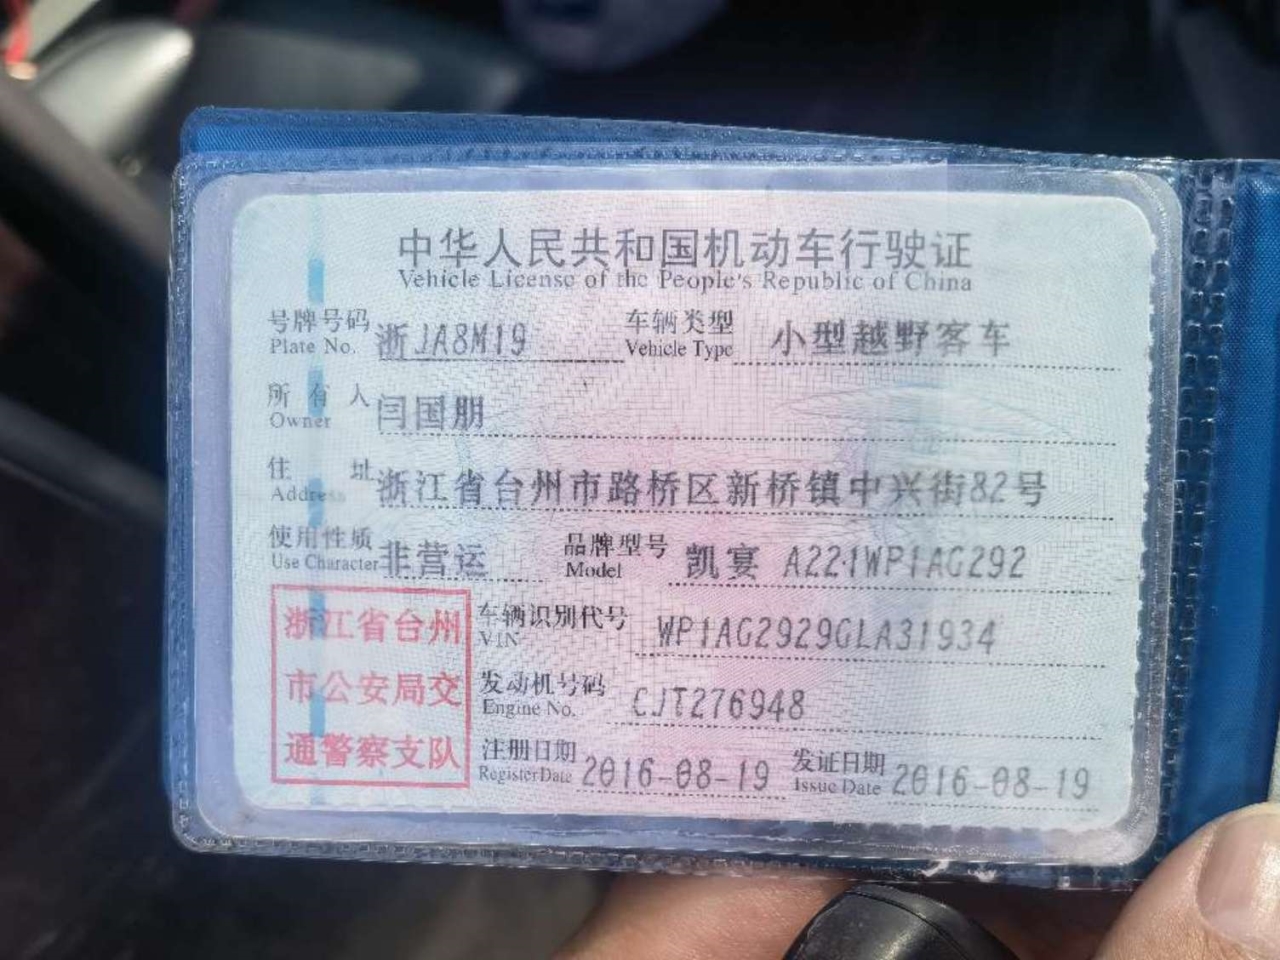 中华人民共和国机动车行驶证
Vehicle License of the People's Republic of China
号牌号码 浙JA8M19 车辆类型 小型越野客车
Plate No. Vehicle Type
所有人 闫国朋
Owner
住址 浙江省台州市路桥区新桥镇中兴街82号
Address
使用性质 非营运 品牌型号 凯宴 A221WP1AG292
Use Character Model
浙江省台州 车辆识别代号 WP1AG2929GLA31934
VIN
市公安局交 发动机号码 CJT276948
Engine No.
通警察支队 注册日期 2016-08-19 发证日期 2016-08-19
Register Date Issue Date